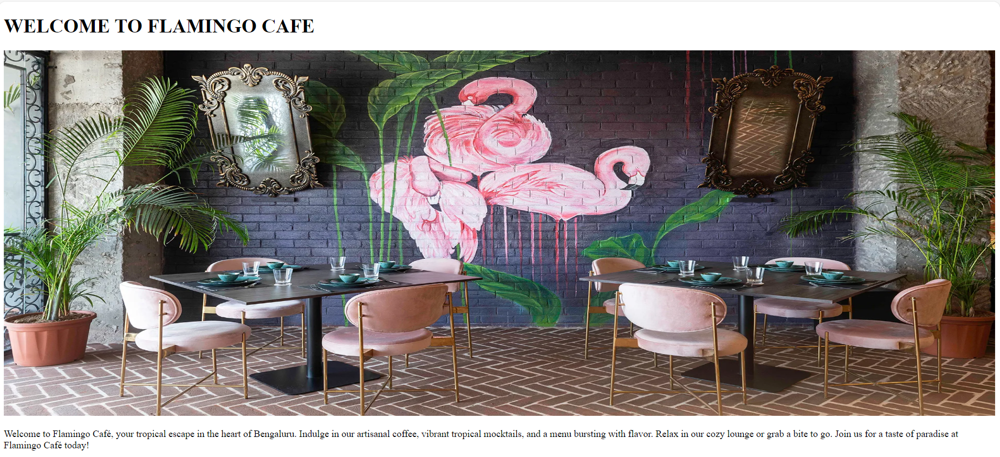 WELCOME TO FLAMINGO CAFE
Welcome to Flamingo Café, your tropical escape in the heart of Bengaluru. Indulge in our artisanal coffee, vibrant tropical mocktails, and a menu bursting with flavor. Relax in our cozy lounge or grab a bite to go. Join us for a taste of paradise at
Flamingo Café today!